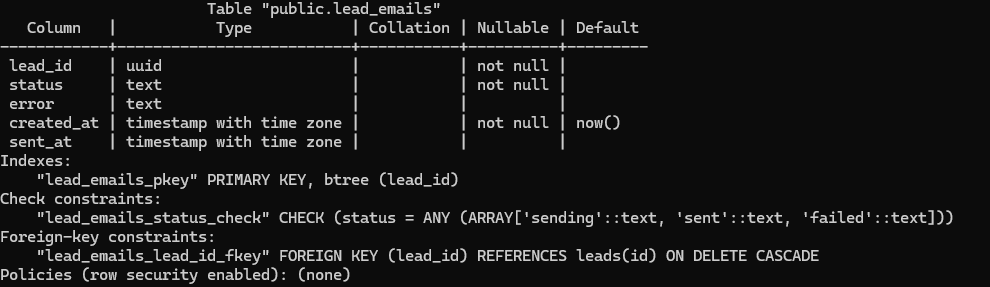 Table "public.lead_emails"
   Column   |           Type           | Collation | Nullable | Default
------------+--------------------------+-----------+----------+---------
 lead_id    | uuid                     |           | not null |
 status     | text                     |           | not null |
 error      | text                     |           |          |
 created_at | timestamp with time zone |           | not null | now()
 sent_at    | timestamp with time zone |           |          |
Indexes:
    "lead_emails_pkey" PRIMARY KEY, btree (lead_id)
Check constraints:
    "lead_emails_status_check" CHECK (status = ANY (ARRAY['sending'::text, 'sent'::text, 'failed'::text]))
Foreign-key constraints:
    "lead_emails_lead_id_fkey" FOREIGN KEY (lead_id) REFERENCES leads(id) ON DELETE CASCADE
Policies (row security enabled): (none)